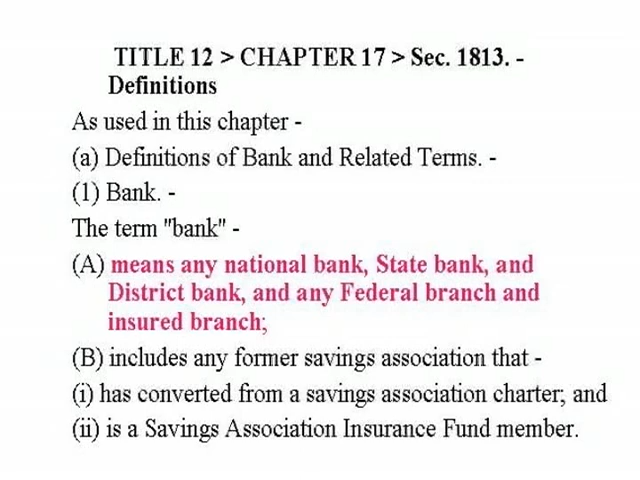 TITLE 12 > CHAPTER 17 > Sec. 1813. -
Definitions
As used in this chapter -
(a) Definitions of Bank and Related Terms. -
(1) Bank. -
The term "bank" -
(A) means any national bank, State bank, and
District bank, and any Federal branch and
insured branch;
(B) includes any former savings association that -
(i) has converted from a savings association charter; and
(ii) is a Savings Association Insurance Fund member.